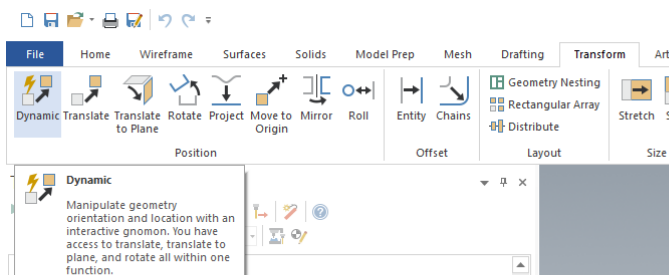 File Home Wireframe Surfaces Solids Model Prep Mesh Drafting Transform Art
Dynamic Translate Translate to Plane Rotate Project Move to Origin Mirror Roll
Position
Entity Chains
Offset
Geometry Nesting
Rectangular Array
Distribute
Layout
Stretch
Size
Dynamic
Manipulate geometry
orientation and location with an
interactive gnomon. You have
access to translate, translate to
plane, and rotate all within one
function.